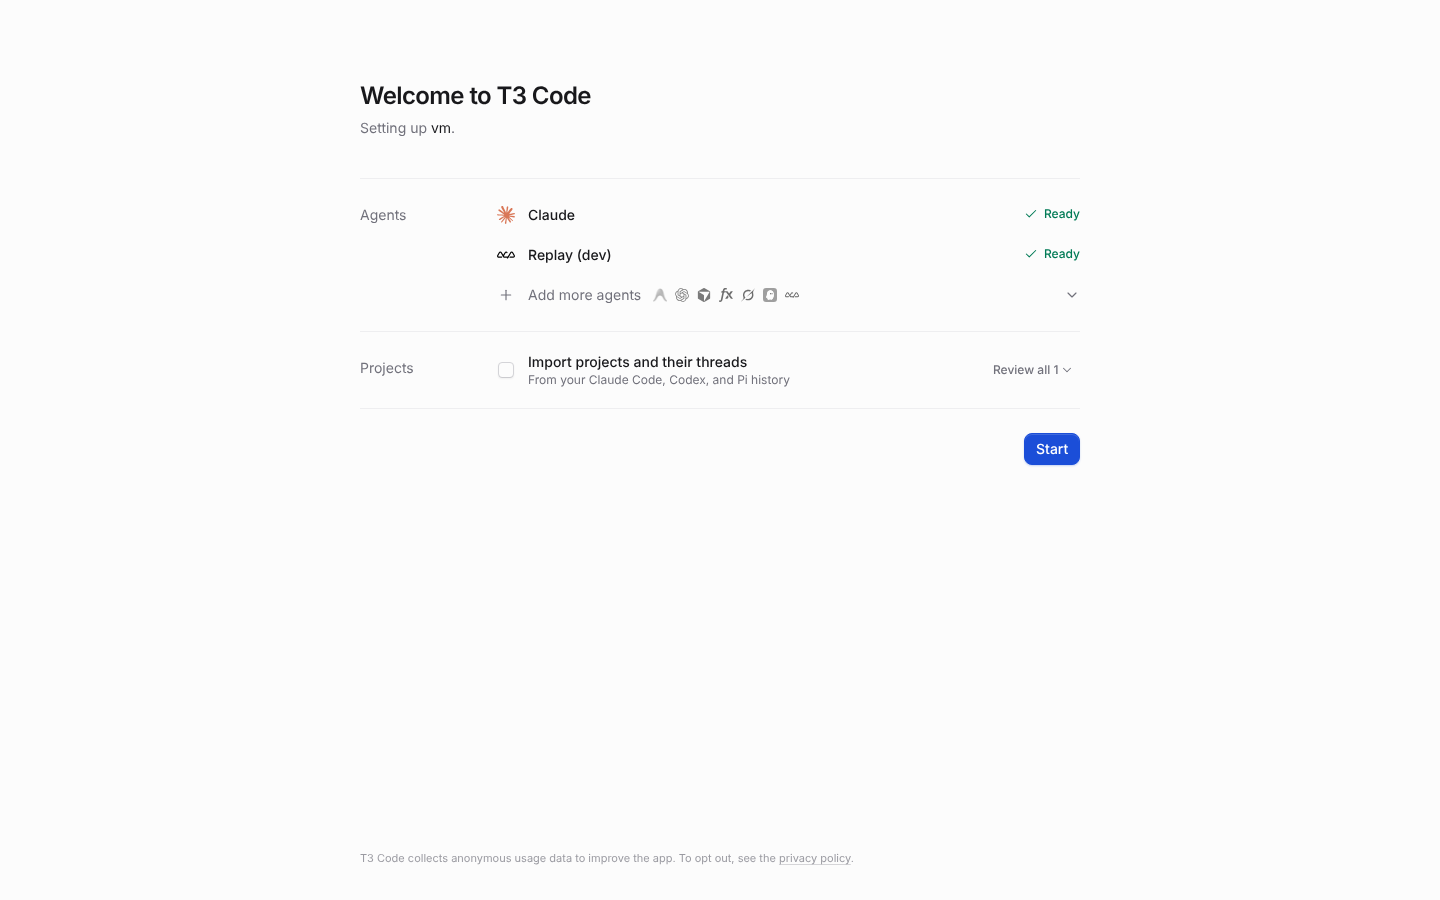 Welcome to T3 Code
Setting up vm.
Agents
Claude
Ready
Replay (dev)
Ready
Add more agents
Projects
Import projects and their threads
From your Claude Code, Codex, and Pi history
Review all 1
Start
T3 Code collects anonymous usage data to improve the app. To opt out, see the privacy policy.